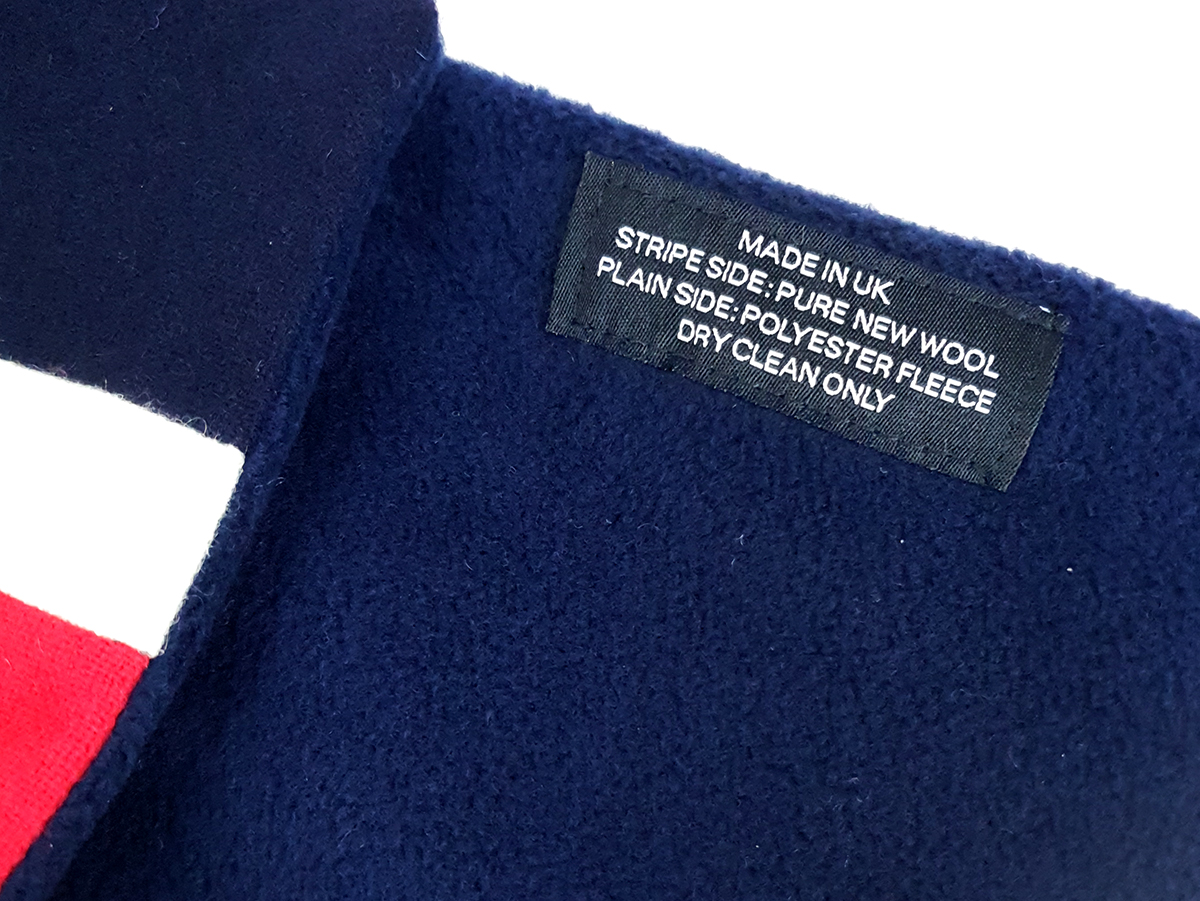 MADE IN UK
STRIPE SIDE: PURE NEW WOOL
PLAIN SIDE: POLYESTER FLEECE
DRY CLEAN ONLY